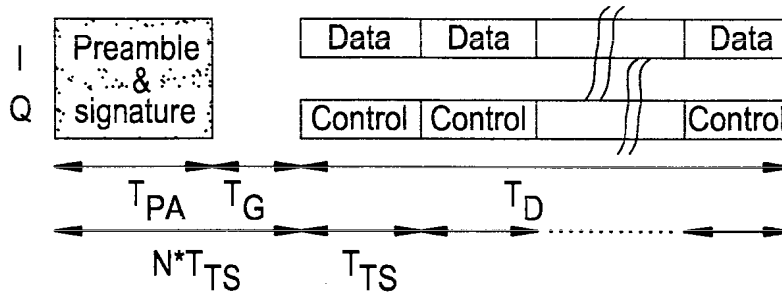 I
Q
Preamble
&
signature
Data Data Data
Control Control Control
T_PA T_G T_D
N*T_TS T_TS